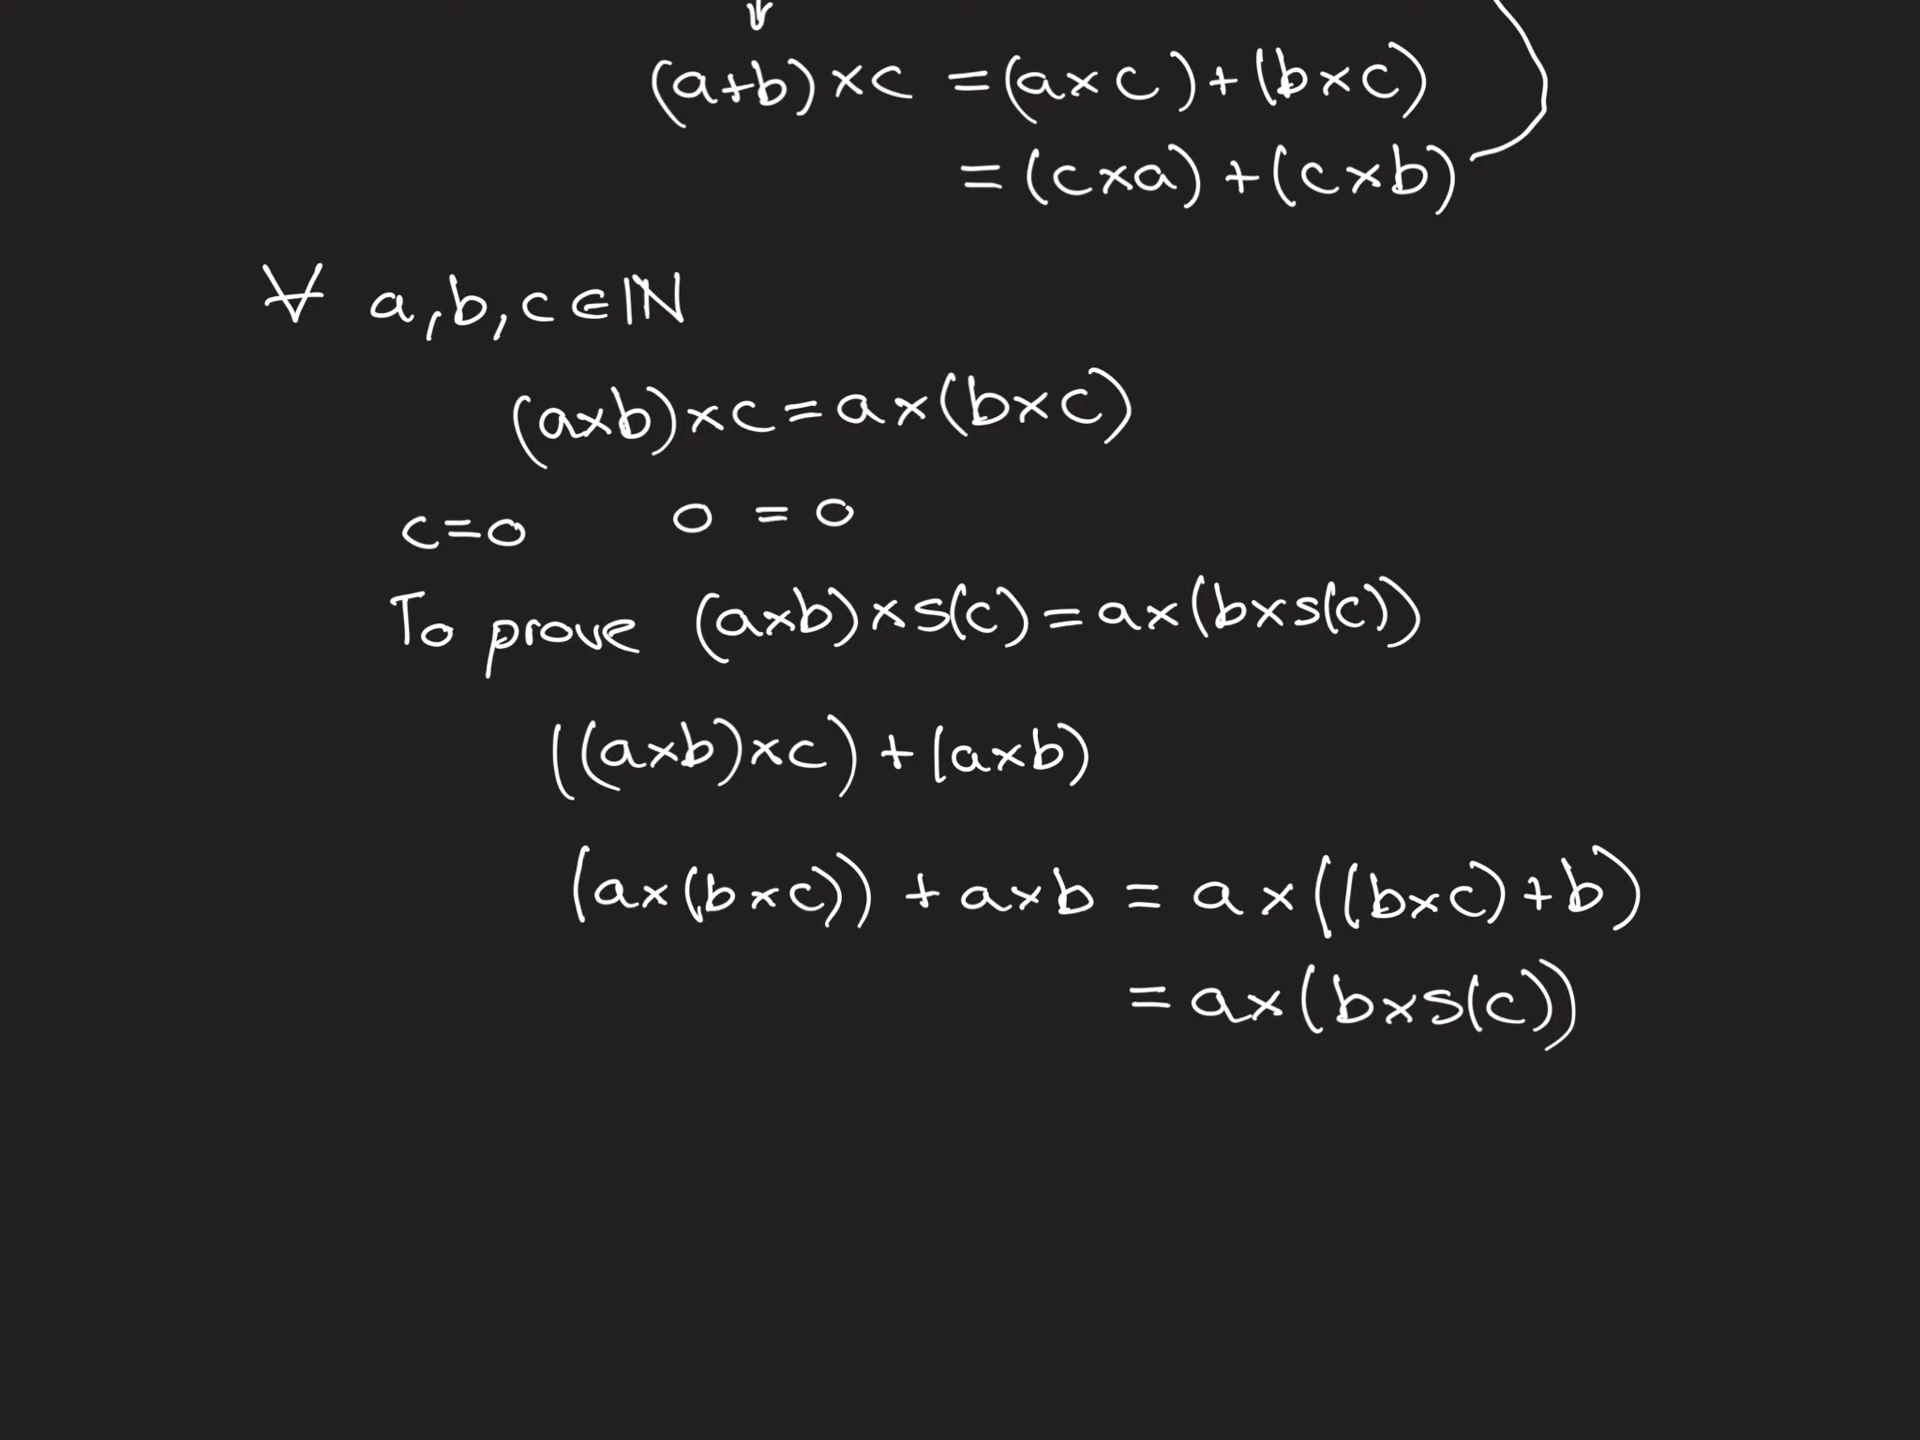 (a+b)×c = (a×c)+(b×c)
= (c×a)+(c×b)
∀ a,b,c∈ℕ
(a×b)×c=a×(b×c)
c=0 0 = 0
To prove (a×b)×s(c)=a×(b×s(c))
((a×b)×c)+(a×b)
(a×(b×c))+a×b = a×((b×c)+b)
= a×(b×s(c))